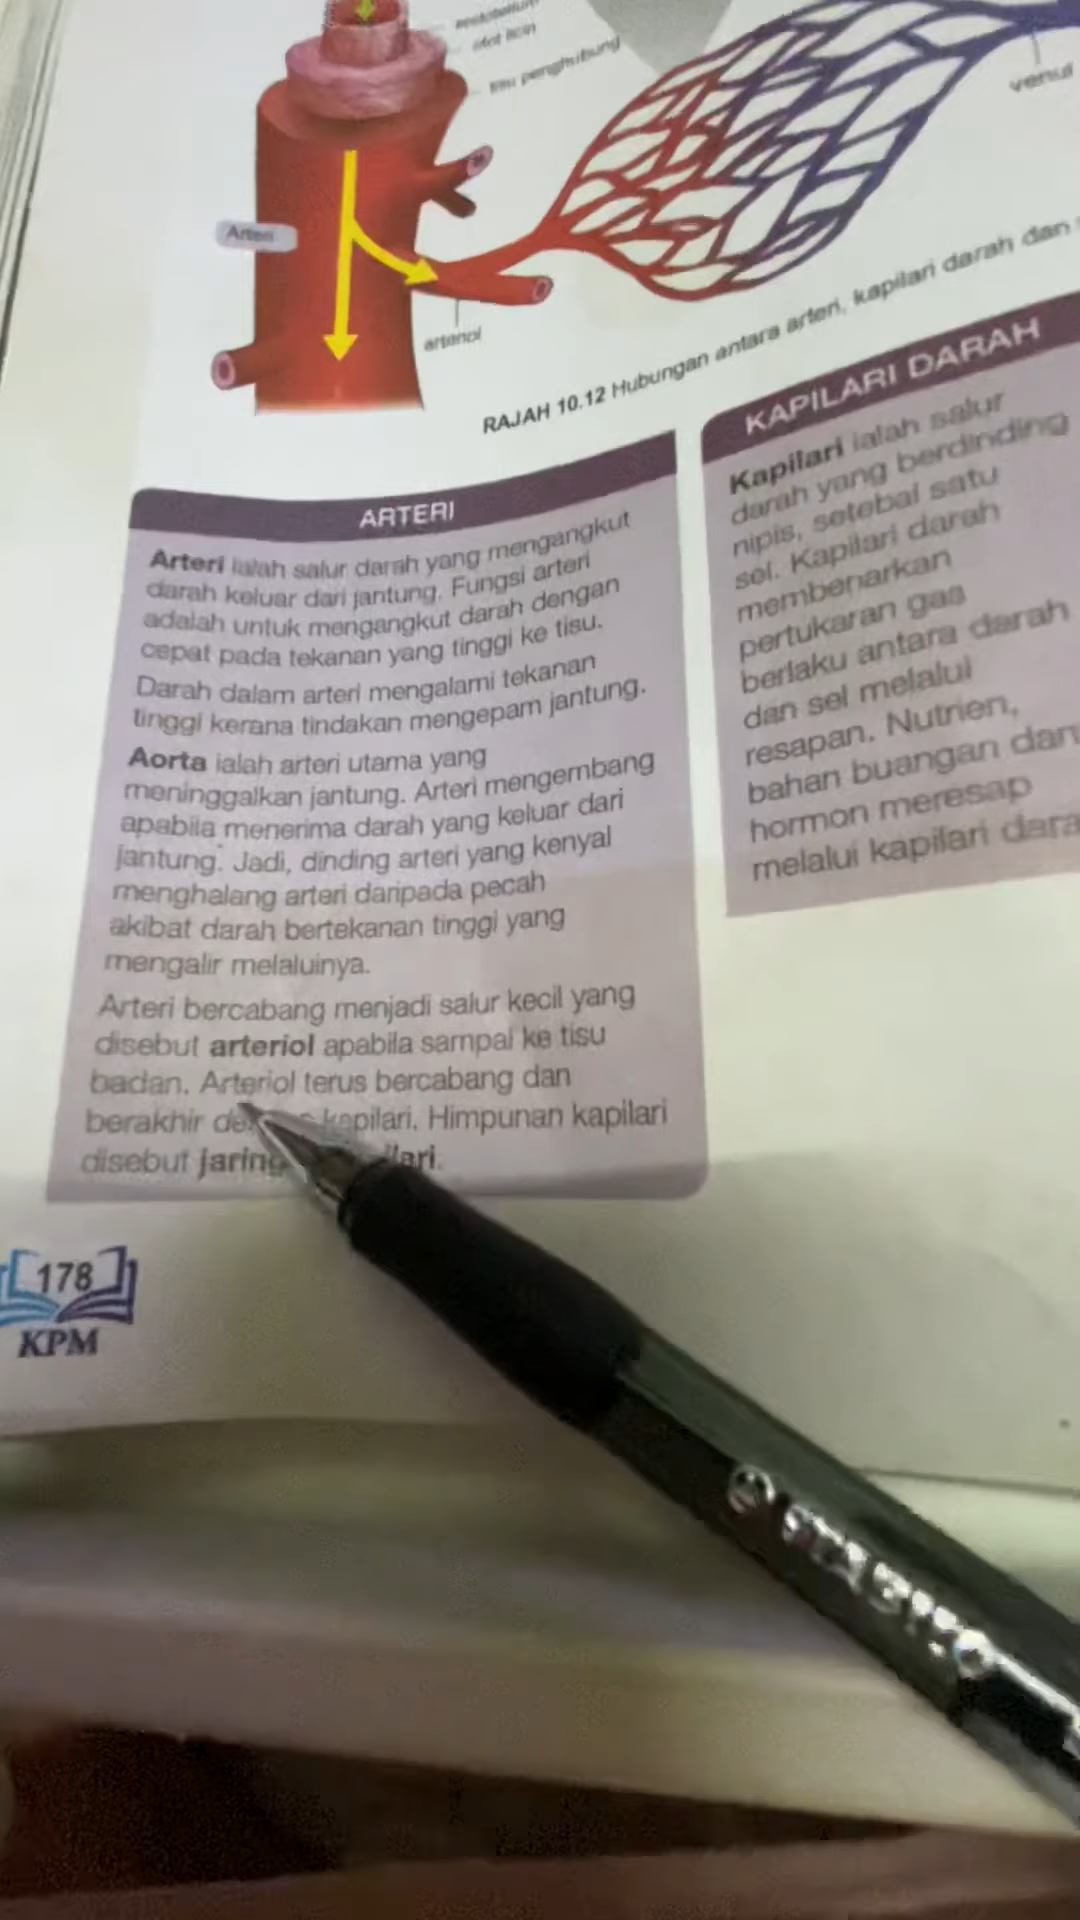 endotelium
otot licin
tisu penghubung
venul
Arteri
arteriol
RAJAH 10.12 Hubungan antara arteri, kapilari darah dan
ARTERI
Arteri ialah salur darah yang mengangkut
darah keluar dari jantung. Fungsi arteri
adalah untuk mengangkut darah dengan
cepat pada tekanan yang tinggi ke tisu.
Darah dalam arteri mengalami tekanan
tinggi kerana tindakan mengepam jantung.
Aorta ialah arteri utama yang
meninggalkan jantung. Arteri mengembang
apabila menerima darah yang keluar dari
jantung. Jadi, dinding arteri yang kenyal
menghalang arteri daripada pecah
akibat darah bertekanan tinggi yang
mengalir melaluinya.
Arteri bercabang menjadi salur kecil yang
disebut arteriol apabila sampai ke tisu
badan. Arteriol terus bercabang dan
berakhir kapilari. Himpunan kapilari
disebut
KAPILARI DARAH
Kapilari ialah salur
darah yang berdinding
nipis, setebal satu
sel. Kapilari darah
membenarkan
pertukaran gas
berlaku antara darah
dan sel melalui
resapan. Nutrien,
bahan buangan dan
hormon meresap
melalui kapilari
178
KPM
STABILO